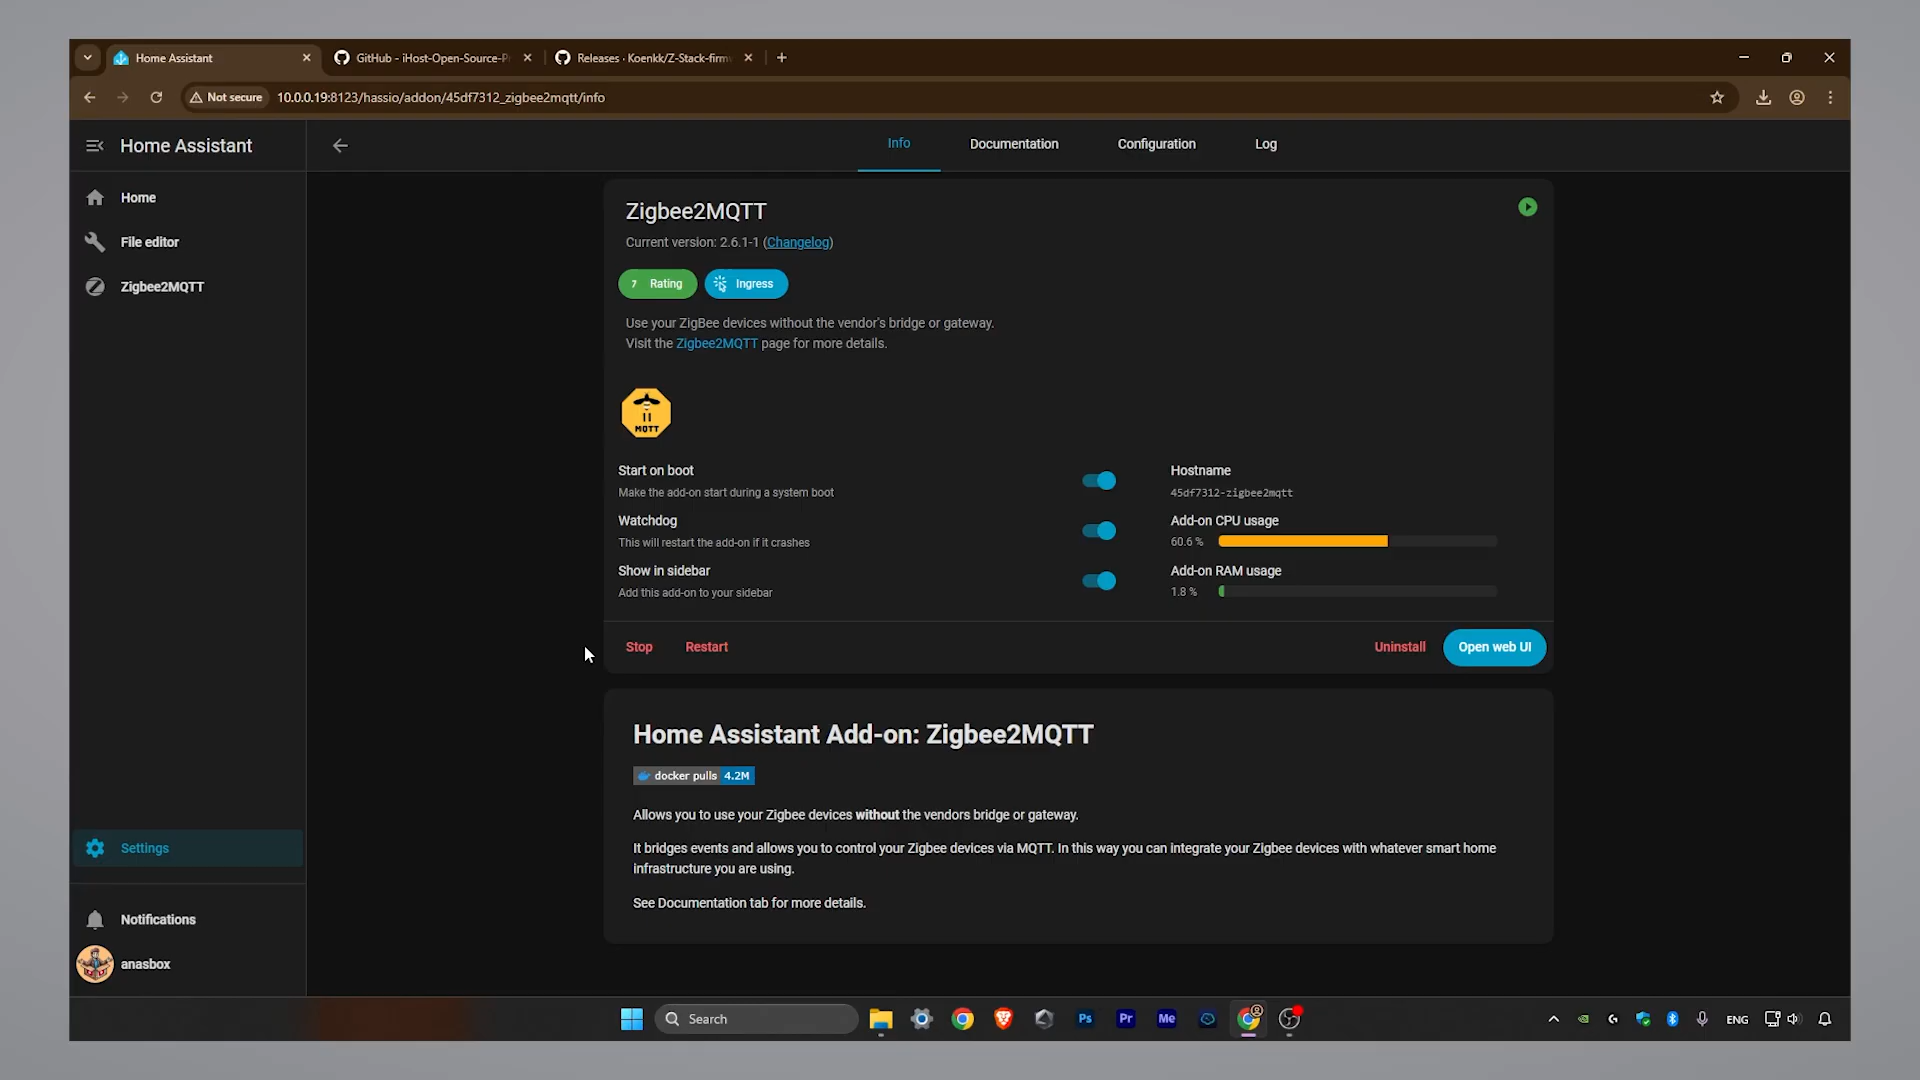 Home Assistant
GitHub - iHost-Open-Source-P
Releases · Koenkk/Z-Stack-firm
Not secure
10.0.0.19:8123/hassio/addon/45df7312_zigbee2mqtt/info
Home Assistant
Info
Documentation
Configuration
Log
Home
File editor
Zigbee2MQTT
Settings
Notifications
anasbox
Zigbee2MQTT
Current version: 2.6.1-1 (Changelog)
7 Rating
Ingress
Use your ZigBee devices without the vendor's bridge or gateway.
Visit the Zigbee2MQTT page for more details.
MQTT
Start on boot
Make the add-on start during a system boot
Watchdog
This will restart the add-on if it crashes
Show in sidebar
Add this add-on to your sidebar
Hostname
45df7312-zigbee2mqtt
Add-on CPU usage
60.6 %
Add-on RAM usage
1.8 %
Stop
Restart
Uninstall
Open web UI
Home Assistant Add-on: Zigbee2MQTT
docker pulls 4.2M
Allows you to use your Zigbee devices without the vendors bridge or gateway.
It bridges events and allows you to control your Zigbee devices via MQTT. In this way you can integrate your Zigbee devices with whatever smart home
infrastructure you are using.
See Documentation tab for more details.
Search
Ps
Pr
Me
ENG